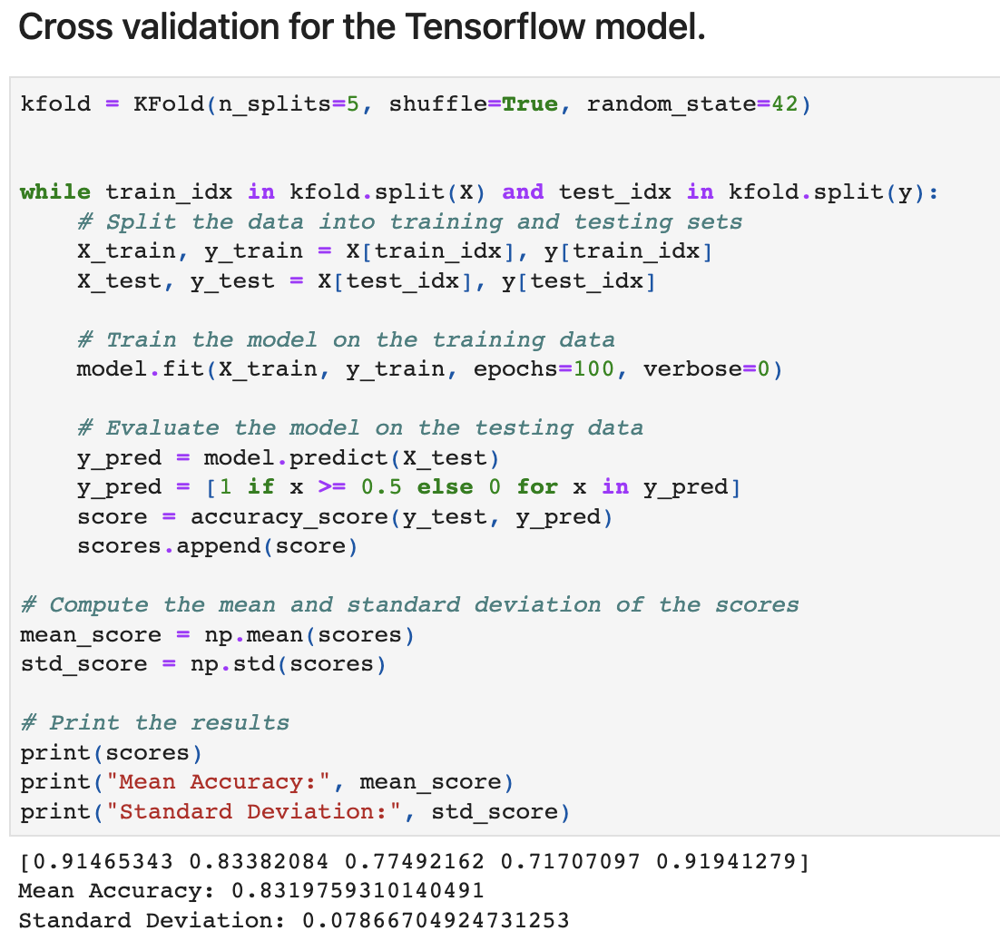 Cross validation for the Tensorflow model.
kfold = KFold(n_splits=5, shuffle=True, random_state=42)
while train_idx in kfold.split(X) and test_idx in kfold.split(y):
    # Split the data into training and testing sets
    X_train, y_train = X[train_idx], y[train_idx]
    X_test, y_test = X[test_idx], y[test_idx]
    # Train the model on the training data
    model.fit(X_train, y_train, epochs=100, verbose=0)
    # Evaluate the model on the testing data
    y_pred = model.predict(X_test)
    y_pred = [1 if x >= 0.5 else 0 for x in y_pred]
    score = accuracy_score(y_test, y_pred)
    scores.append(score)
# Compute the mean and standard deviation of the scores
mean_score = np.mean(scores)
std_score = np.std(scores)
# Print the results
print(scores)
print("Mean Accuracy:", mean_score)
print("Standard Deviation:", std_score)
[0.91465343 0.83382084 0.77492162 0.71707097 0.91941279]
Mean Accuracy: 0.8319759310140491
Standard Deviation: 0.07866704924731253